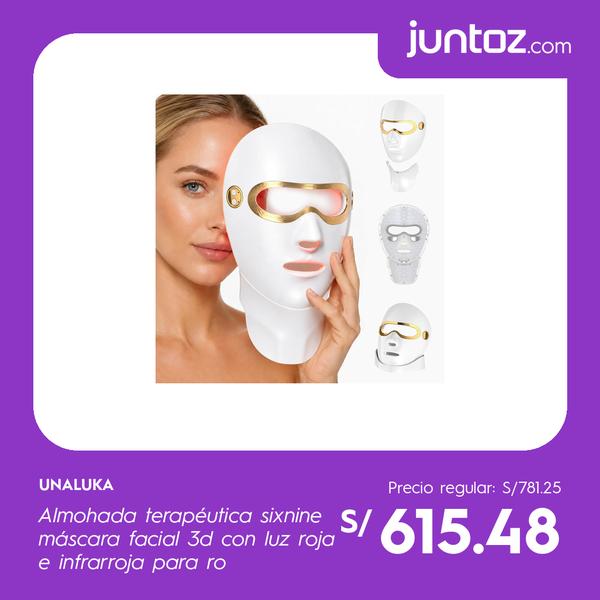 juntoz.com
UNALUKA
Almohada terapéutica sixnine
máscara facial 3d con luz roja
e infrarroja para ro
Precio regular: S/781.25
S/ 615.48